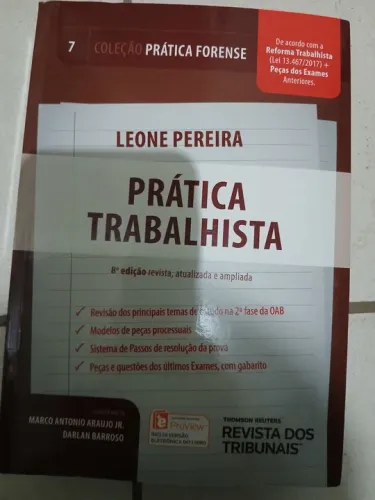 7 COLEÇÃO PRÁTICA FORENSE
De acordo com a
Reforma Trabalhista
(Lei 13.467/2017) +
Peças dos Exames
Anteriores.
LEONE PEREIRA
PRÁTICA
TRABALHISTA
8ª edição revista, atualizada e ampliada
Revisão dos principais temas de estudo na 2ª fase da OAB
Modelos de peças processuais
Sistema de Passos de resolução da prova
Peças e questões dos últimos Exames, com gabarito
MARCO ANTONIO ARAUJO JR.
DARLAN BARROSO
ProView
THOMSON REUTERS
REVISTA DOS
TRIBUNAIS